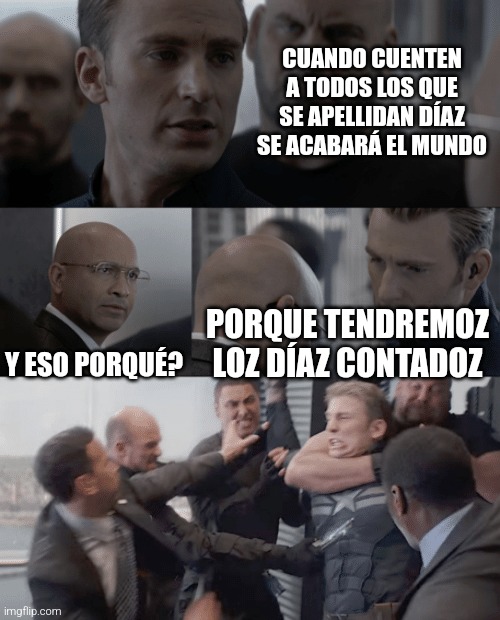 CUANDO CUENTEN
A TODOS LOS QUE
SE APELLIDAN DÍAZ
SE ACABARÁ EL MUNDO
Y ESO PORQUÉ?
PORQUE TENDREMOZ
LOZ DÍAZ CONTADOZ
imgflip.com